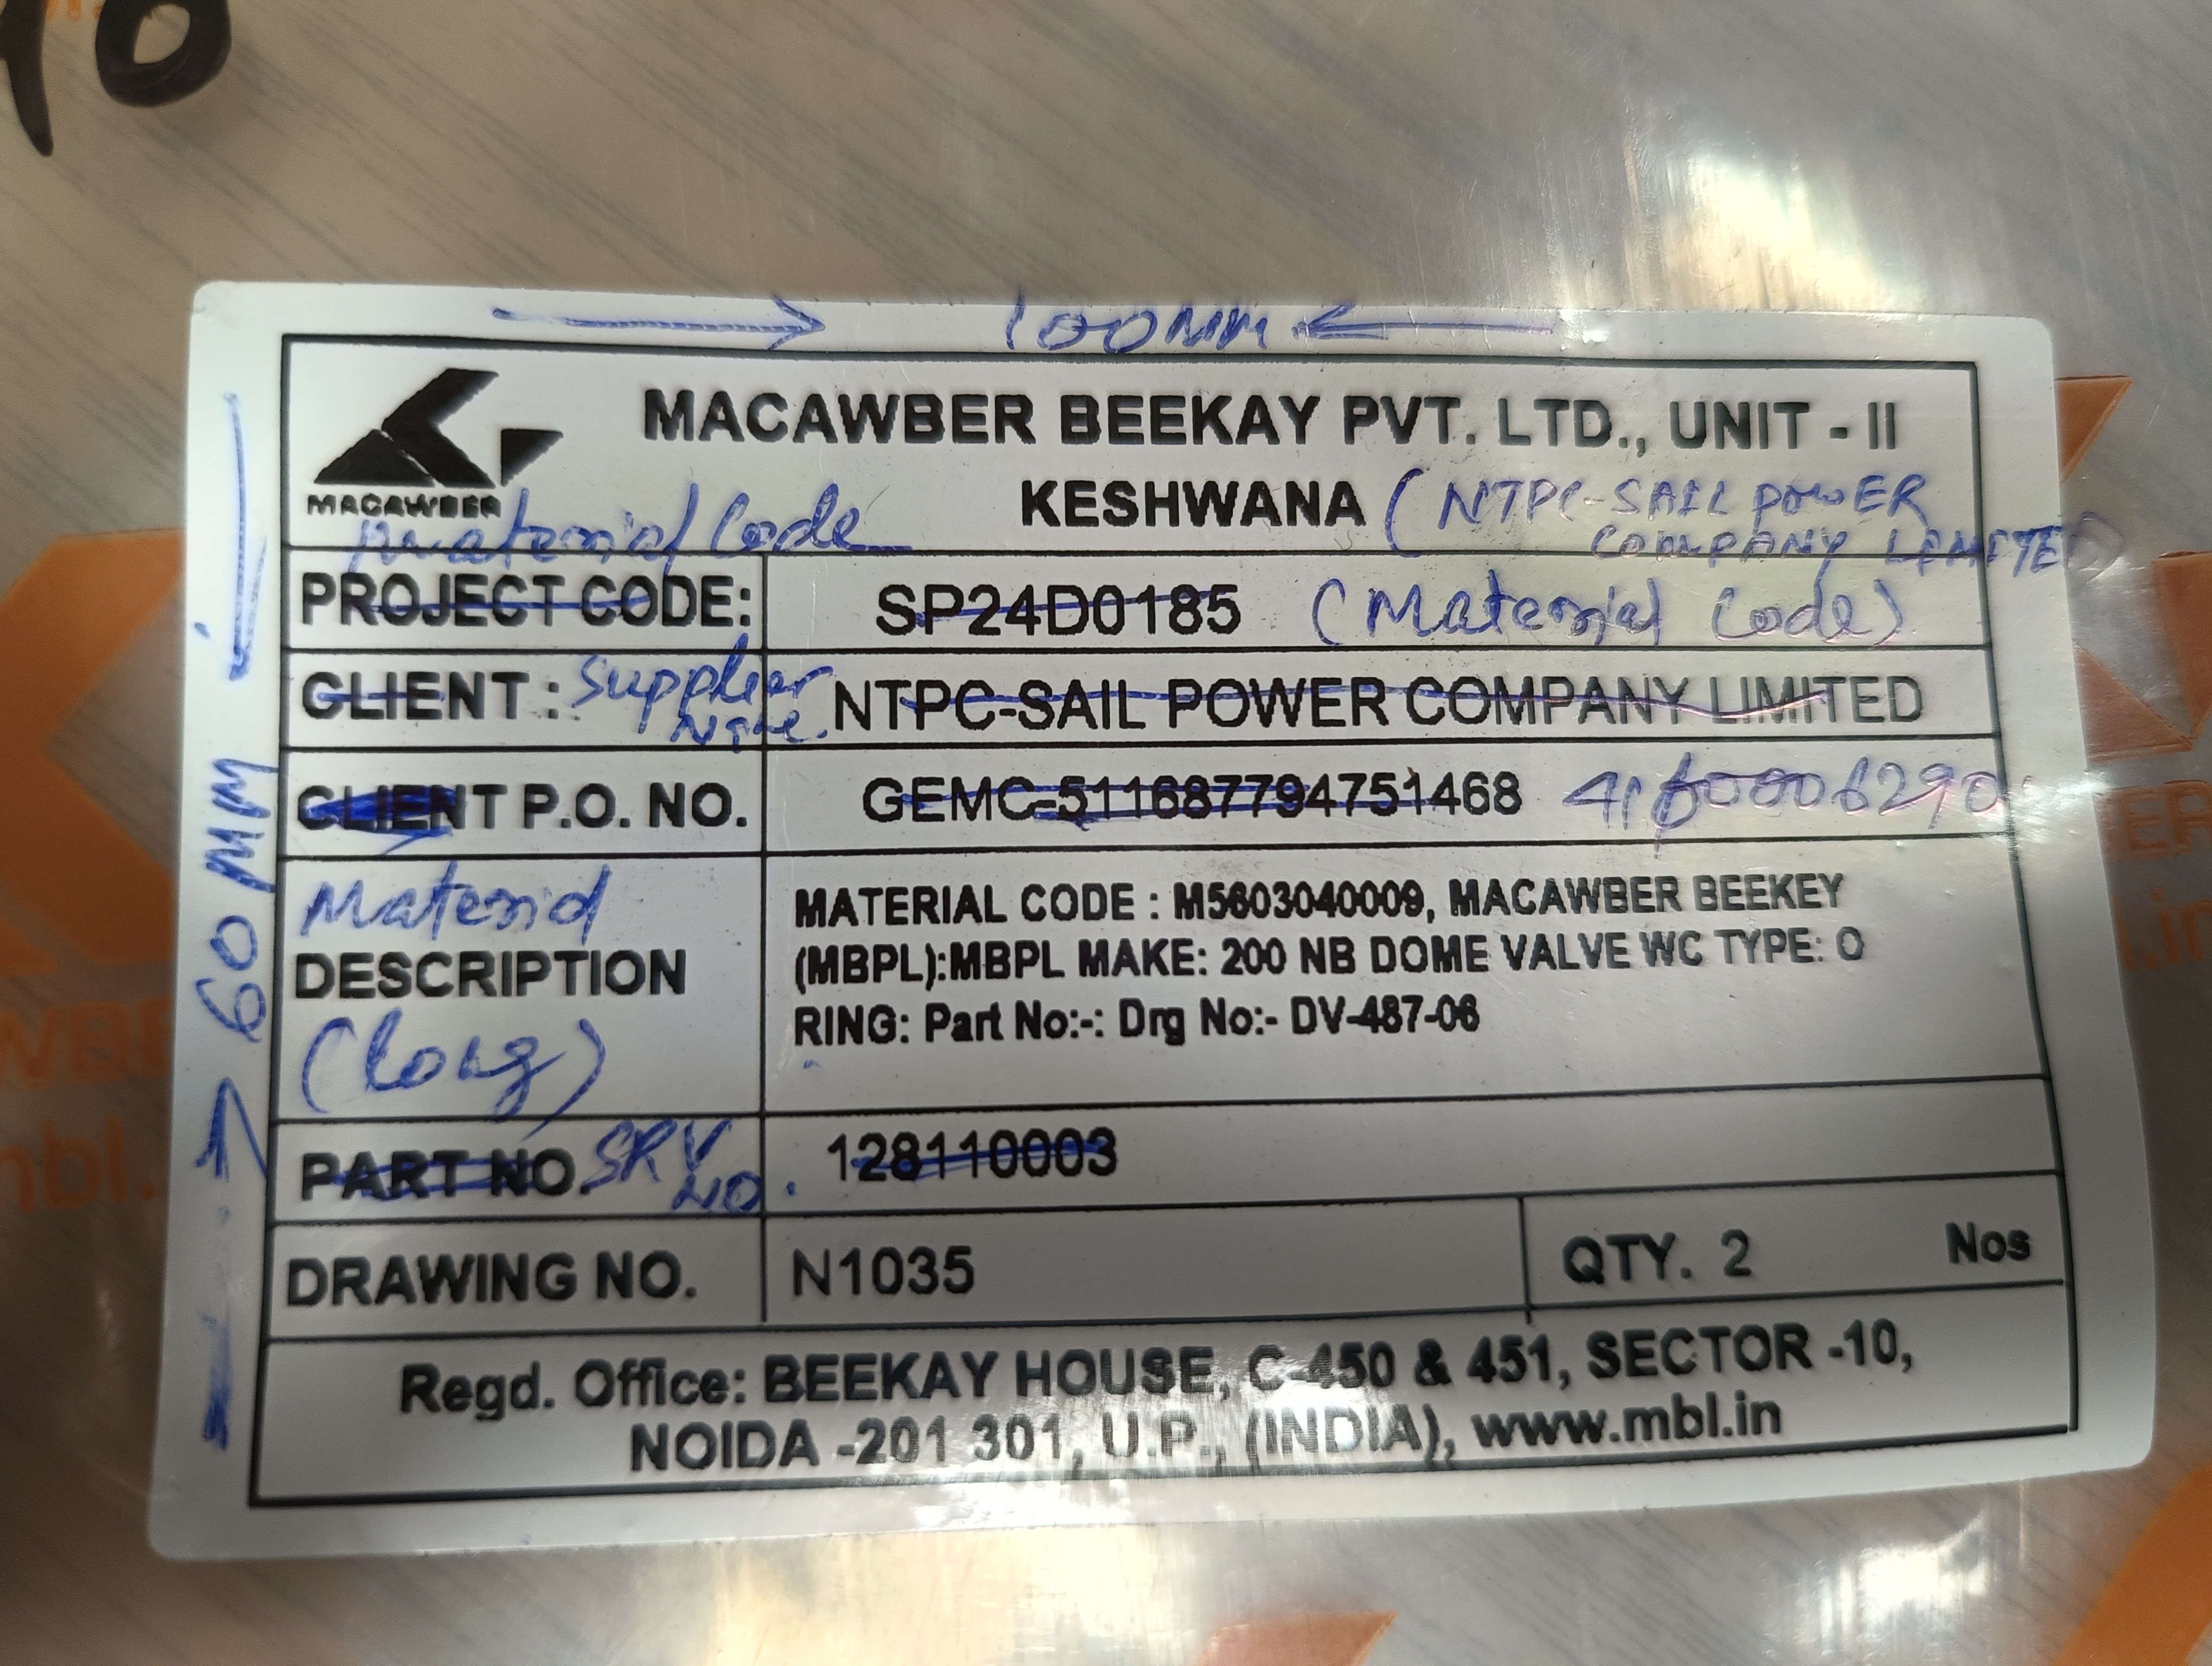 10
100MM
MACAWBER BEEKAY PVT. LTD., UNIT - II
MACAWBER
KESHWANA (NTPC-SAIL POWER
COMPANY LIMITED
Material Code
PROJECT CODE: SP24D0185 (Material Code)
CLIENT : Supplier NTPC-SAIL POWER COMPANY LIMITED
CLIENT P.O. NO. GEMC-511687794751468
60 MM
Material
DESCRIPTION
(long)
MATERIAL CODE : M5603040009, MACAWBER BEEKEY
(MBPL):MBPL MAKE: 200 NB DOME VALVE WC TYPE: O
RING: Part No:-: Drg No:- DV-487-06
PART NO. SRV NO. 128110003
DRAWING NO. N1035 QTY. 2 Nos
Regd. Office: BEEKAY HOUSE, C-450 & 451, SECTOR -10,
NOIDA -201 301, U.P., (INDIA), www.mbl.in